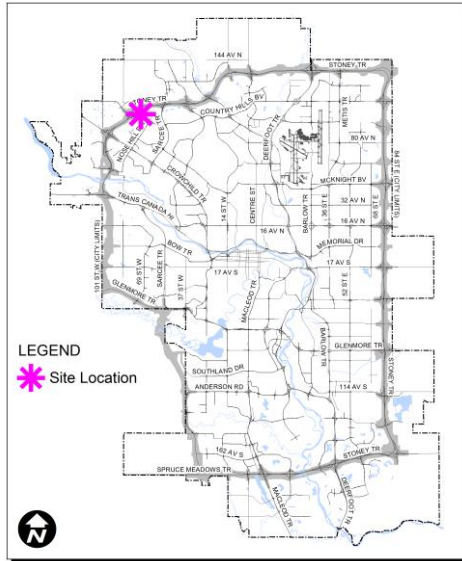 144 AV N
STONEY TR
STONEY TR
COUNTRY HILLS BV
NOSE HILL
SARCEE TR
DEERFOOT TR
METIS TR
80 AV N
CROWCHILD TR
MCKNIGHT BV
84 ST E (CITY LIMITS)
TRANS CANADA HI
14 ST W
CENTRE ST
BARLOW TR
36 ST E
32 AV N
68 ST E
16 AV N
16 AV N
MEMORIAL DR
BOW TR
17 AV S
17 AV S
101 ST W (CITY LIMITS)
69 ST W
SARCEE TR
37 ST W
MACLEOD TR
52 ST E
GLENMORE TR
BARLOW TR
GLENMORE TR
LEGEND
Site Location
SOUTHLAND DR
ANDERSON RD
114 AV S
STONEY TR
162 AV S
STONEY TR
SPRUCE MEADOWS TR
MACLEOD TR
DEERFOOT TR
N